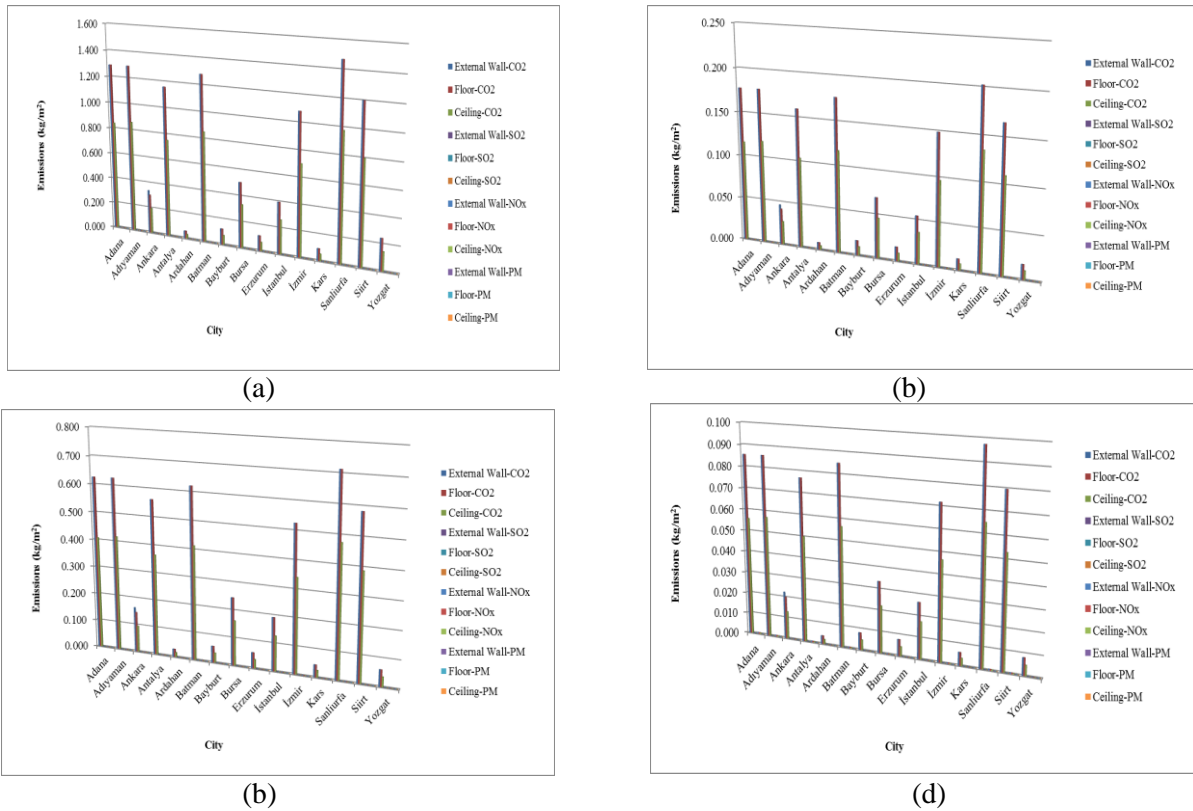 1.600
1.400
1.200
1.000
0.800
0.600
0.400
0.200
0.000
Emissions (kg/m²)
Adana
Adıyaman
Ankara
Antalya
Ardahan
Batman
Bayburt
Bursa
Erzurum
İstanbul
İzmir
Kars
Sanliurfa
Siirt
Yozgat
City
External Wall-CO2
Floor-CO2
Ceiling-CO2
External Wall-SO2
Floor-SO2
Ceiling-SO2
External Wall-NOx
Floor-NOx
Ceiling-NOx
External Wall-PM
Floor-PM
Ceiling-PM
(a)
0.250
0.200
0.150
0.100
0.050
0.000
Emissions (kg/m²)
Adana
Adıyaman
Ankara
Antalya
Ardahan
Batman
Bayburt
Bursa
Erzurum
İstanbul
İzmir
Kars
Sanliurfa
Siirt
Yozgat
City
External Wall-CO2
Floor-CO2
Ceiling-CO2
External Wall-SO2
Floor-SO2
Ceiling-SO2
External Wall-NOx
Floor-NOx
Ceiling-NOx
External Wall-PM
Floor-PM
Ceiling-PM
(b)
0.800
0.700
0.600
0.500
0.400
0.300
0.200
0.100
0.000
Emissions (kg/m²)
Adana
Adıyaman
Ankara
Antalya
Ardahan
Batman
Bayburt
Bursa
Erzurum
İstanbul
İzmir
Kars
Sanliurfa
Siirt
Yozgat
City
External Wall-CO2
Floor-CO2
Ceiling-CO2
External Wall-SO2
Floor-SO2
Ceiling-SO2
External Wall-NOx
Floor-NOx
Ceiling-NOx
External Wall-PM
Floor-PM
Ceiling-PM
(b)
0.100
0.090
0.080
0.070
0.060
0.050
0.040
0.030
0.020
0.010
0.000
Emissions (kg/m²)
Adana
Adıyaman
Ankara
Antalya
Ardahan
Batman
Bayburt
Bursa
Erzurum
İstanbul
İzmir
Kars
Sanliurfa
Siirt
Yozgat
City
External Wall-CO2
Floor-CO2
Ceiling-CO2
External Wall-SO2
Floor-SO2
Ceiling-SO2
External Wall-NOx
Floor-NOx
Ceiling-NOx
External Wall-PM
Floor-PM
Ceiling-PM
(d)